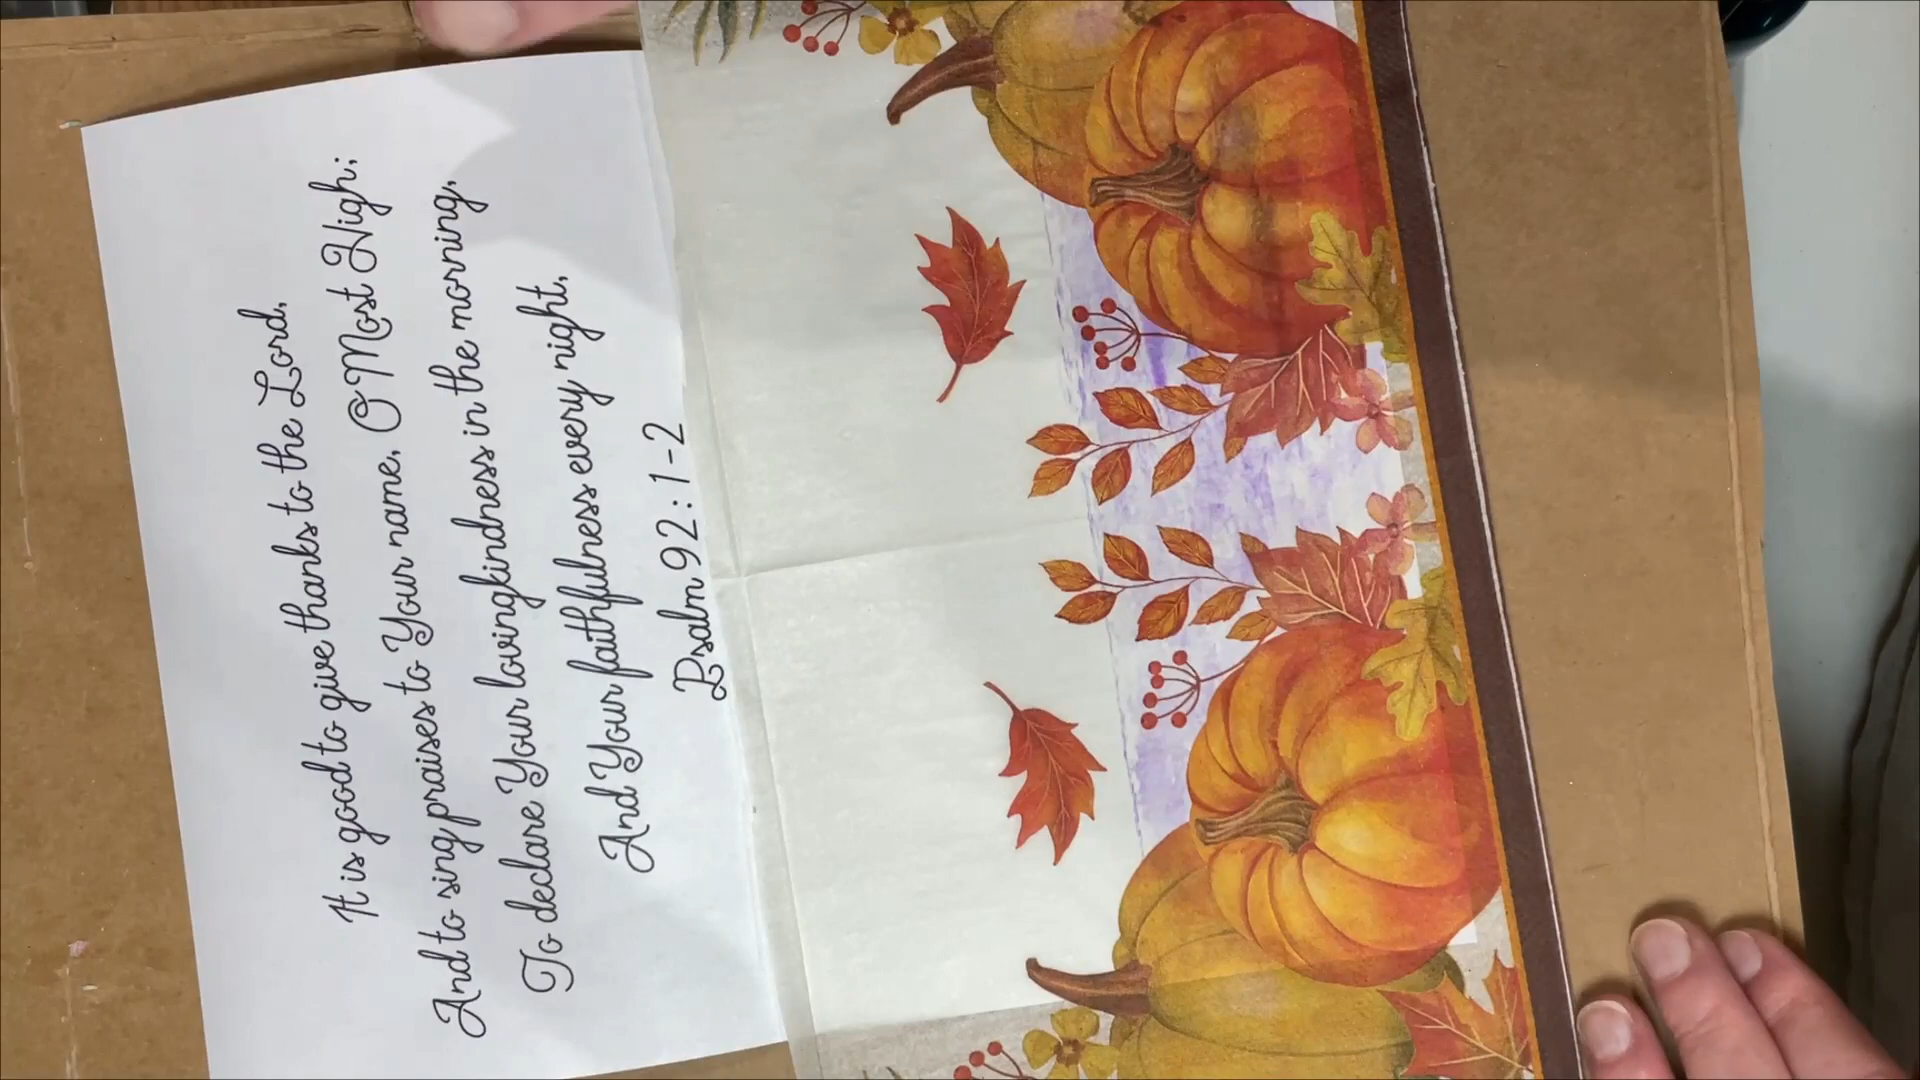 It is good to give thanks to the Lord,
And to sing praises to Your name, O Most High;
To declare Your lovingkindness in the morning,
And Your faithfulness every night,
Psalm 92:1-2